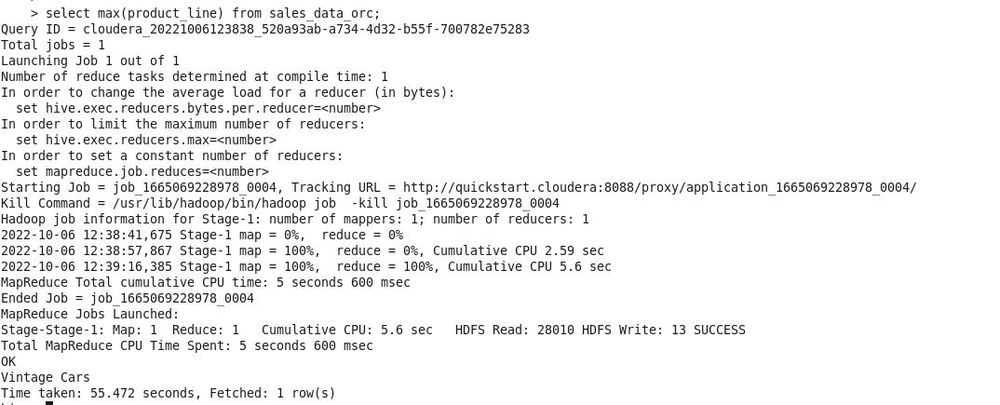 > select max(product_line) from sales_data_orc;
Query ID = cloudera_20221006123838_520a93ab-a734-4d32-b55f-700782e75283
Total jobs = 1
Launching Job 1 out of 1
Number of reduce tasks determined at compile time: 1
In order to change the average load for a reducer (in bytes):
  set hive.exec.reducers.bytes.per.reducer=<number>
In order to limit the maximum number of reducers:
  set hive.exec.reducers.max=<number>
In order to set a constant number of reducers:
  set mapreduce.job.reduces=<number>
Starting Job = job_1665069228978_0004, Tracking URL = http://quickstart.cloudera:8088/proxy/application_1665069228978_0004/
Kill Command = /usr/lib/hadoop/bin/hadoop job  -kill job_1665069228978_0004
Hadoop job information for Stage-1: number of mappers: 1; number of reducers: 1
2022-10-06 12:38:41,675 Stage-1 map = 0%,  reduce = 0%
2022-10-06 12:38:57,867 Stage-1 map = 100%,  reduce = 0%, Cumulative CPU 2.59 sec
2022-10-06 12:39:16,385 Stage-1 map = 100%,  reduce = 100%, Cumulative CPU 5.6 sec
MapReduce Total cumulative CPU time: 5 seconds 600 msec
Ended Job = job_1665069228978_0004
MapReduce Jobs Launched:
Stage-Stage-1: Map: 1  Reduce: 1   Cumulative CPU: 5.6 sec   HDFS Read: 28010 HDFS Write: 13 SUCCESS
Total MapReduce CPU Time Spent: 5 seconds 600 msec
OK
Vintage Cars
Time taken: 55.472 seconds, Fetched: 1 row(s)